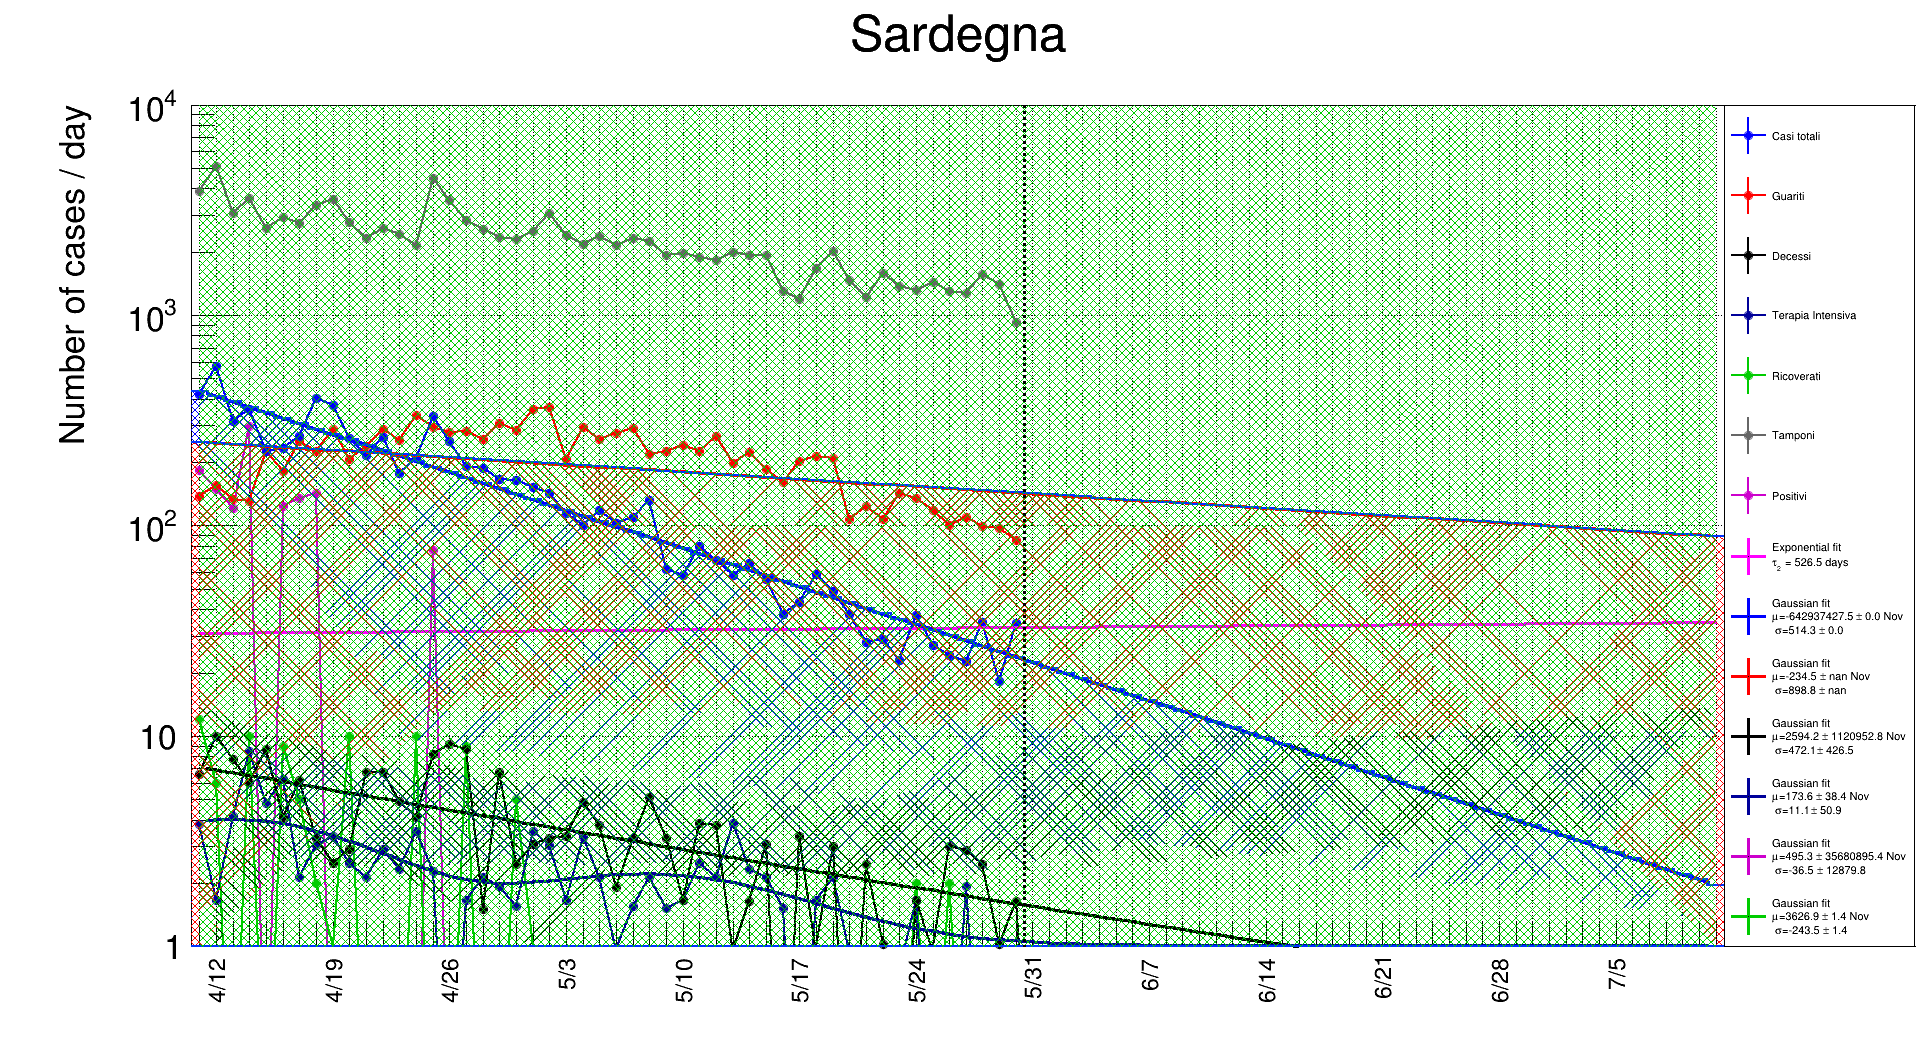 Sardegna
Number of cases / day
10⁴
10³
10²
10
1
4/12
4/19
4/26
5/3
5/10
5/17
5/24
5/31
6/7
6/14
6/21
6/28
7/5
Casi totali
Guariti
Decessi
Terapia Intensiva
Ricoverati
Tamponi
Positivi
Exponential fit
τ₂ = 526.5 days
Gaussian fit
μ=-642937427.5 ± 0.0 Nov
σ=514.3 ± 0.0
Gaussian fit
μ=-234.5 ± nan Nov
σ=898.8 ± nan
Gaussian fit
μ=2594.2 ± 1120952.8 Nov
σ=472.1 ± 426.5
Gaussian fit
μ=173.6 ± 38.4 Nov
σ=11.1 ± 50.9
Gaussian fit
μ=495.3 ± 35680895.4 Nov
σ=-36.5 ± 12879.8
Gaussian fit
μ=3626.9 ± 1.4 Nov
σ=-243.5 ± 1.4